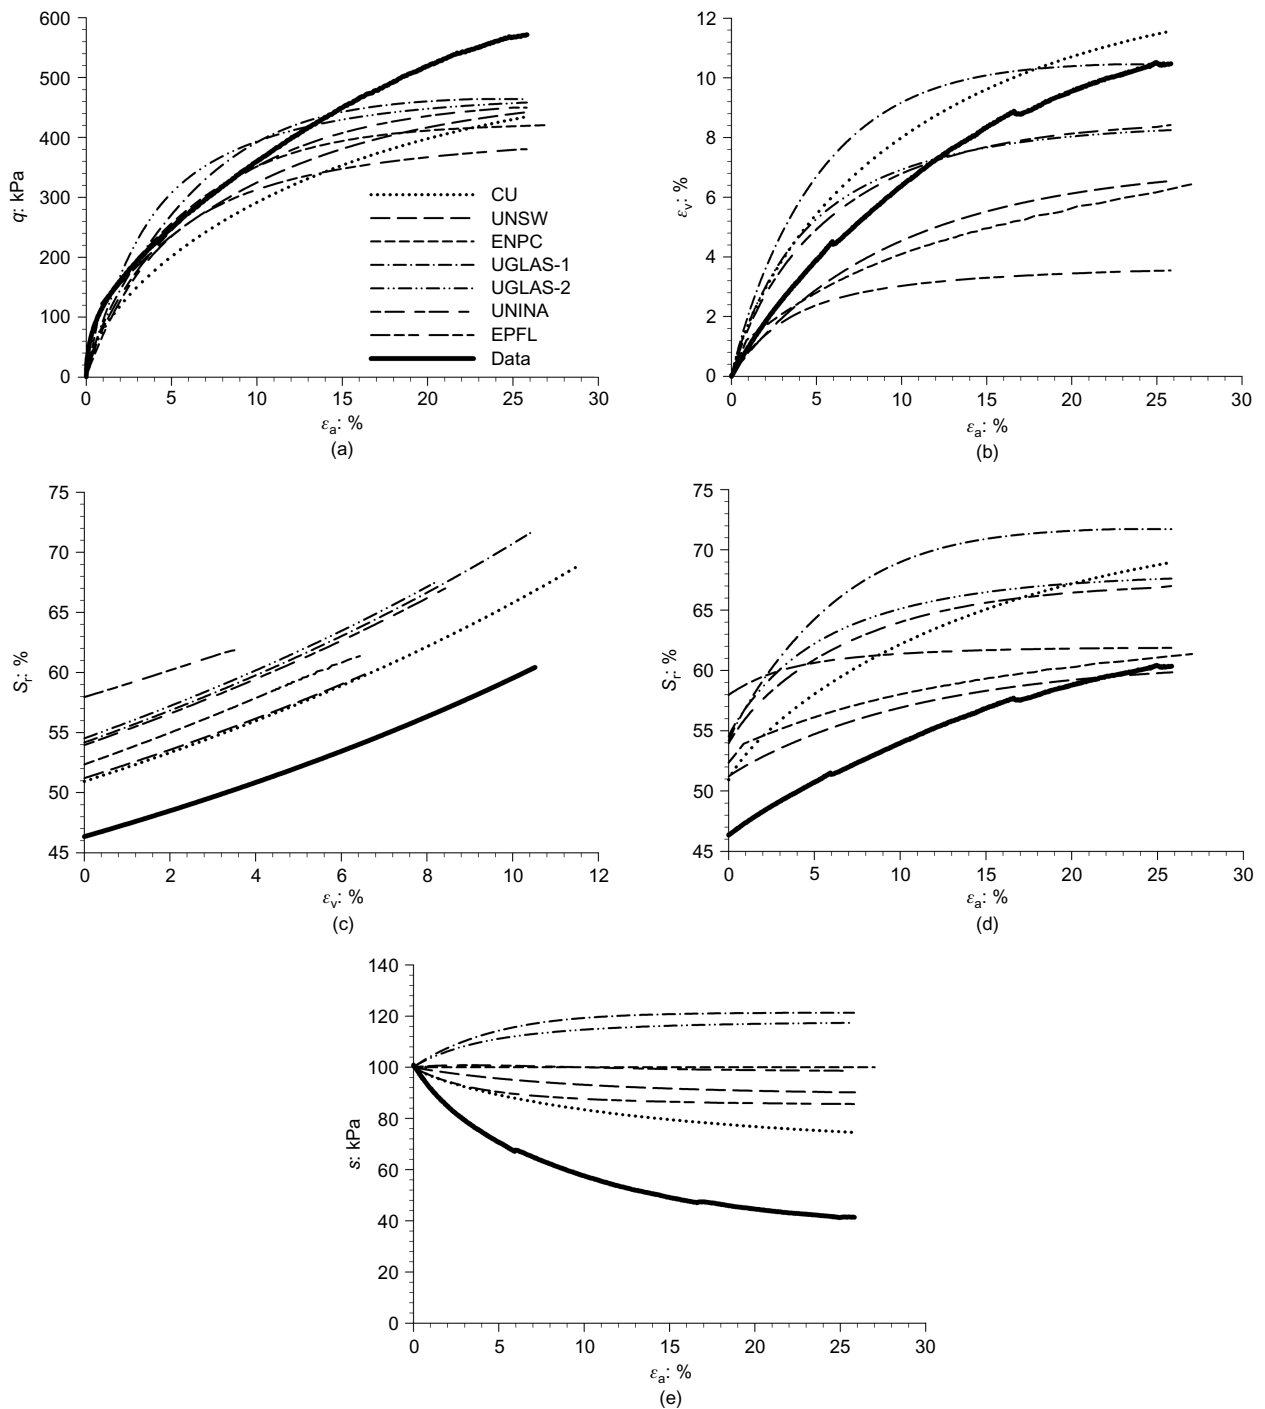 600
500
400
300
200
100
0
q: kPa
0 5 10 15 20 25 30
εa: %
(a)
CU
UNSW
ENPC
UGLAS-1
UGLAS-2
UNINA
EPFL
Data
12
10
8
6
4
2
0
εv: %
0 5 10 15 20 25 30
εa: %
(b)
75
70
65
60
55
50
45
Sr: %
0 2 4 6 8 10 12
εv: %
(c)
75
70
65
60
55
50
45
Sr: %
0 5 10 15 20 25 30
εa: %
(d)
140
120
100
80
60
40
20
0
s: kPa
0 5 10 15 20 25 30
εa: %
(e)